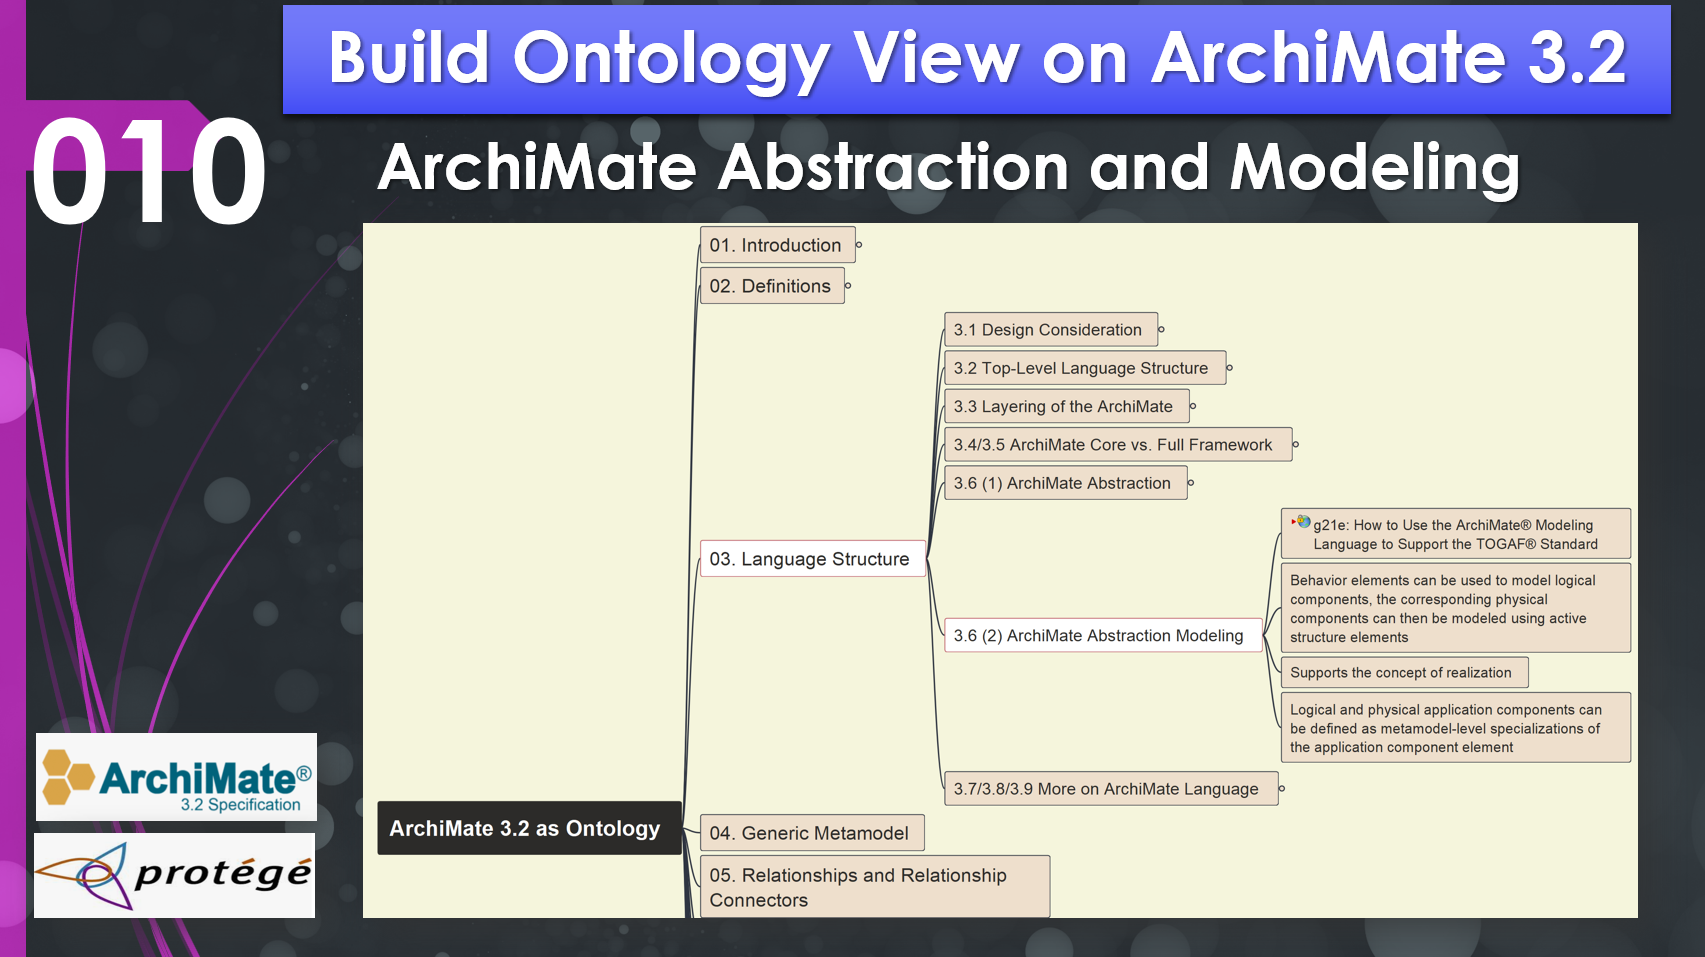 Build Ontology View on ArchiMate 3.2
010
ArchiMate Abstraction and Modeling
01. Introduction
02. Definitions
3.1 Design Consideration
3.2 Top-Level Language Structure
3.3 Layering of the ArchiMate
3.4/3.5 ArchiMate Core vs. Full Framework
3.6 (1) ArchiMate Abstraction
g21e: How to Use the ArchiMate® Modeling
Language to Support the TOGAF® Standard
03. Language Structure
Behavior elements can be used to model logical
components, the corresponding physical
components can then be modeled using active
structure elements
3.6 (2) ArchiMate Abstraction Modeling
Supports the concept of realization
Logical and physical application components can
be defined as metamodel-level specializations of
the application component element
3.7/3.8/3.9 More on ArchiMate Language
ArchiMate®
3.2 Specification
ArchiMate 3.2 as Ontology
04. Generic Metamodel
05. Relationships and Relationship
Connectors
protégé